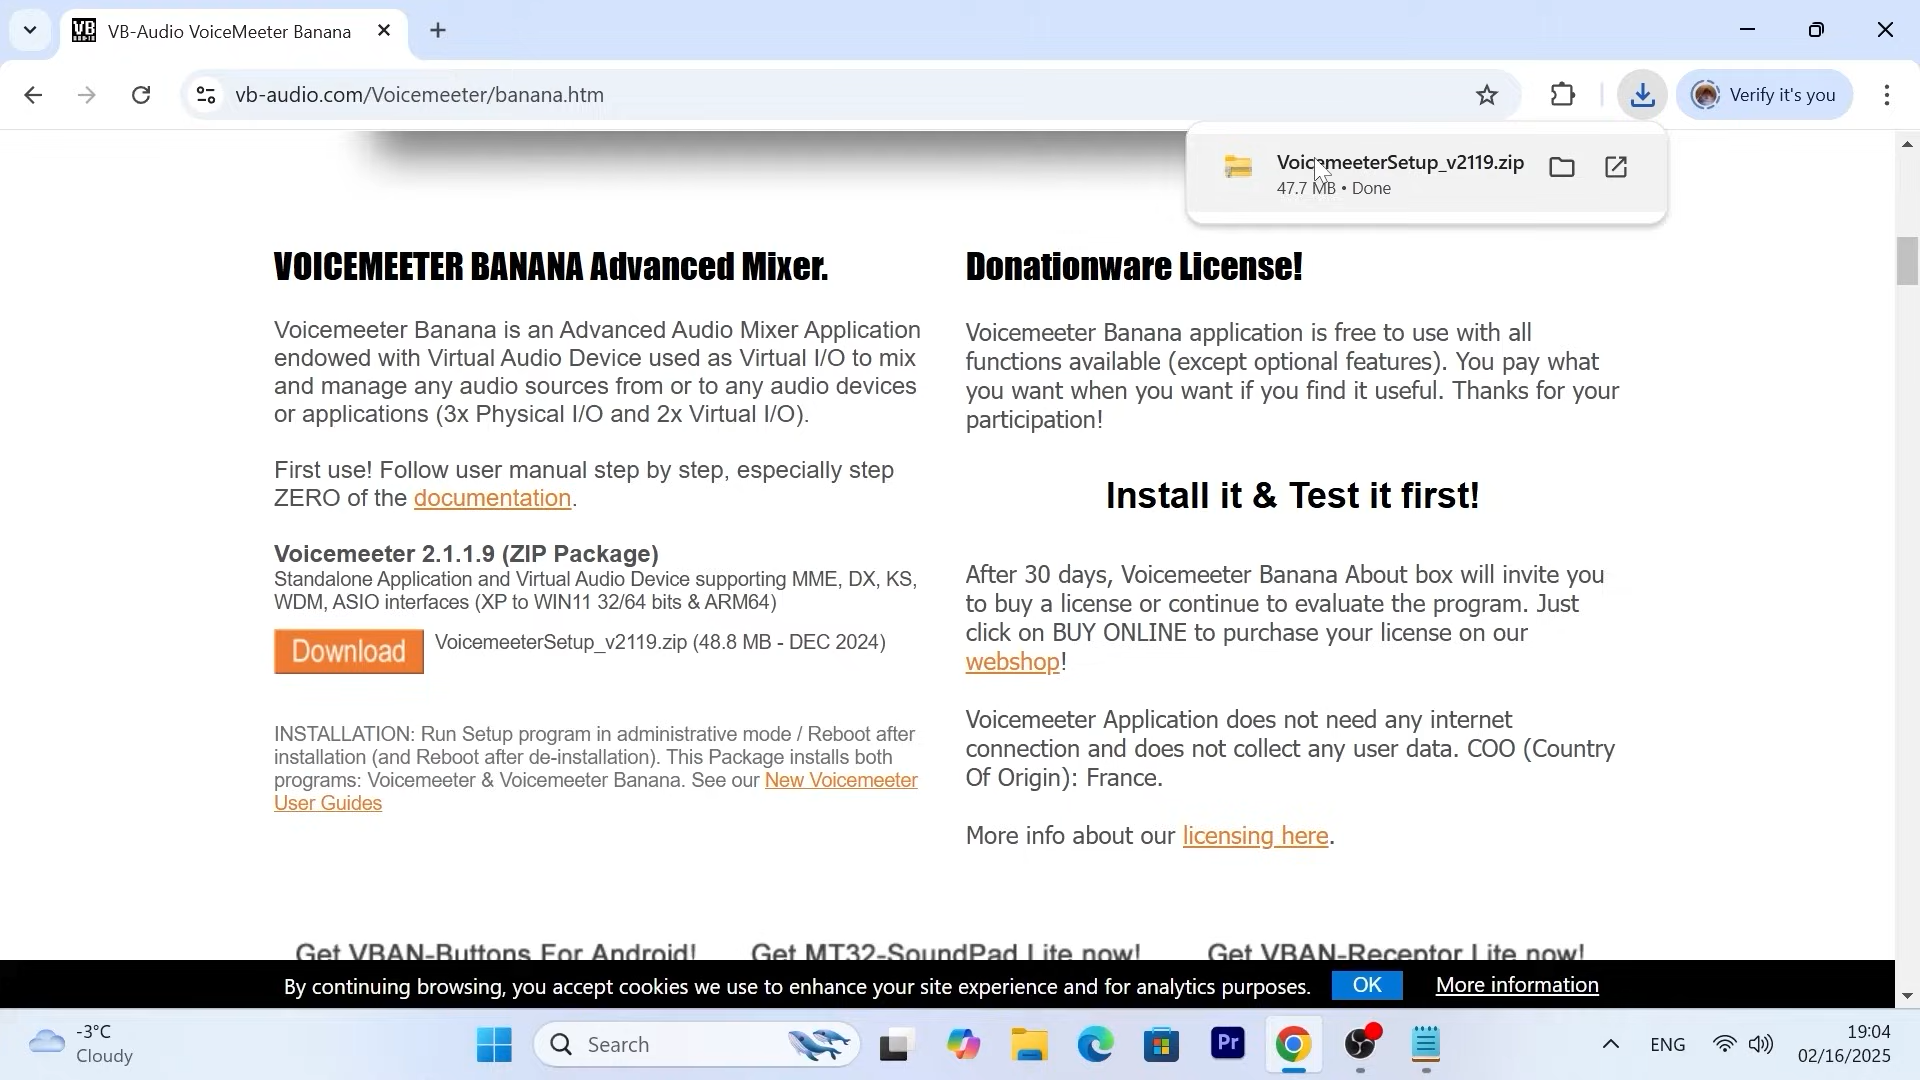 VB-Audio VoiceMeeter Banana
vb-audio.com/Voicemeeter/banana.htm
Verify it's you
VoicemeeterSetup_v2119.zip
47.7 MB • Done
VOICEMEETER BANANA Advanced Mixer.
Voicemeeter Banana is an Advanced Audio Mixer Application
endowed with Virtual Audio Device used as Virtual I/O to mix
and manage any audio sources from or to any audio devices
or applications (3x Physical I/O and 2x Virtual I/O).
First use! Follow user manual step by step, especially step
ZERO of the documentation.
Voicemeeter 2.1.1.9 (ZIP Package)
Standalone Application and Virtual Audio Device supporting MME, DX, KS,
WDM, ASIO interfaces (XP to WIN11 32/64 bits & ARM64)
Download
VoicemeeterSetup_v2119.zip (48.8 MB - DEC 2024)
INSTALLATION: Run Setup program in administrative mode / Reboot after
installation (and Reboot after de-installation). This Package installs both
programs: Voicemeeter & Voicemeeter Banana. See our New Voicemeeter
User Guides
Donationware License!
Voicemeeter Banana application is free to use with all
functions available (except optional features). You pay what
you want when you want if you find it useful. Thanks for your
participation!
Install it & Test it first!
After 30 days, Voicemeeter Banana About box will invite you
to buy a license or continue to evaluate the program. Just
click on BUY ONLINE to purchase your license on our
webshop!
Voicemeeter Application does not need any internet
connection and does not collect any user data. COO (Country
Of Origin): France.
More info about our licensing here.
Get VBAN-Buttons For Android!
Get MT32-SoundPad Lite now!
Get VBAN-Receptor Lite now!
By continuing browsing, you accept cookies we use to enhance your site experience and for analytics purposes.
OK
More information
-3°C
Cloudy
Search
Pr
ENG
19:04
02/16/2025